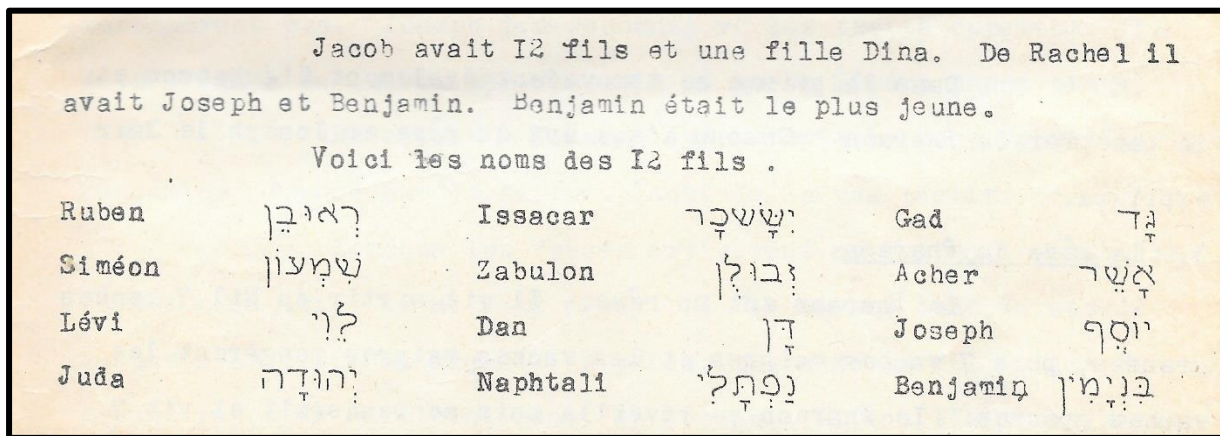 Jacob avait I2 fils et une fille Dina. De Rachel il
avait Joseph et Benjamin. Benjamin était le plus jeune.
Voici les noms des I2 fils .
Ruben רְאוּבֵן Issacar יִשָּׂשכָר Gad גָּד
Siméon שִׁמְעוֹן Zabulon זְבוּלֻן Acher אָשֵׁר
Lévi לֵוִי Dan דָּן Joseph יוֹסֵף
Juda יְהוּדָה Naphtali נַפְתָּלִי Benjamin בִּנְיָמִין